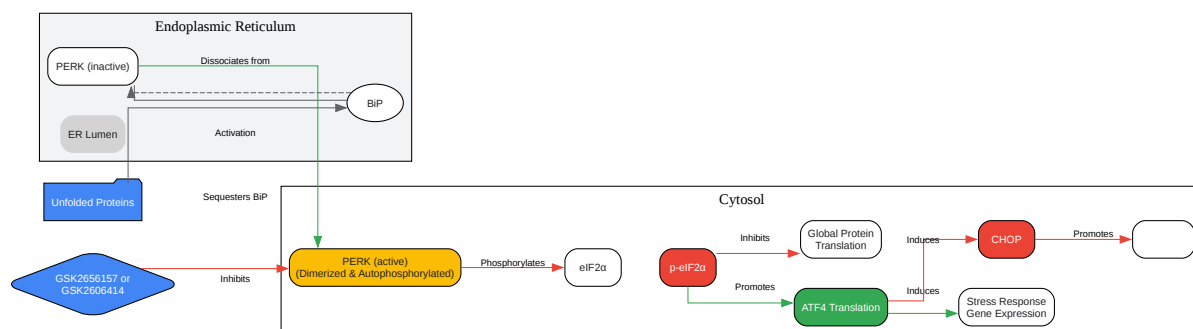 Endoplasmic Reticulum
PERK (inactive)
Dissociates from
BiP
ER Lumen
Activation
Unfolded Proteins
Sequesters BiP
Cytosol
GSK2656157 or
GSK2606414
Inhibits
PERK (active)
(Dimerized & Autophosphorylated)
Phosphorylates
eIF2α
p-eIF2α
Inhibits
Global Protein
Translation
Promotes
ATF4 Translation
Induces
CHOP
Promotes
Induces
Stress Response
Gene Expression